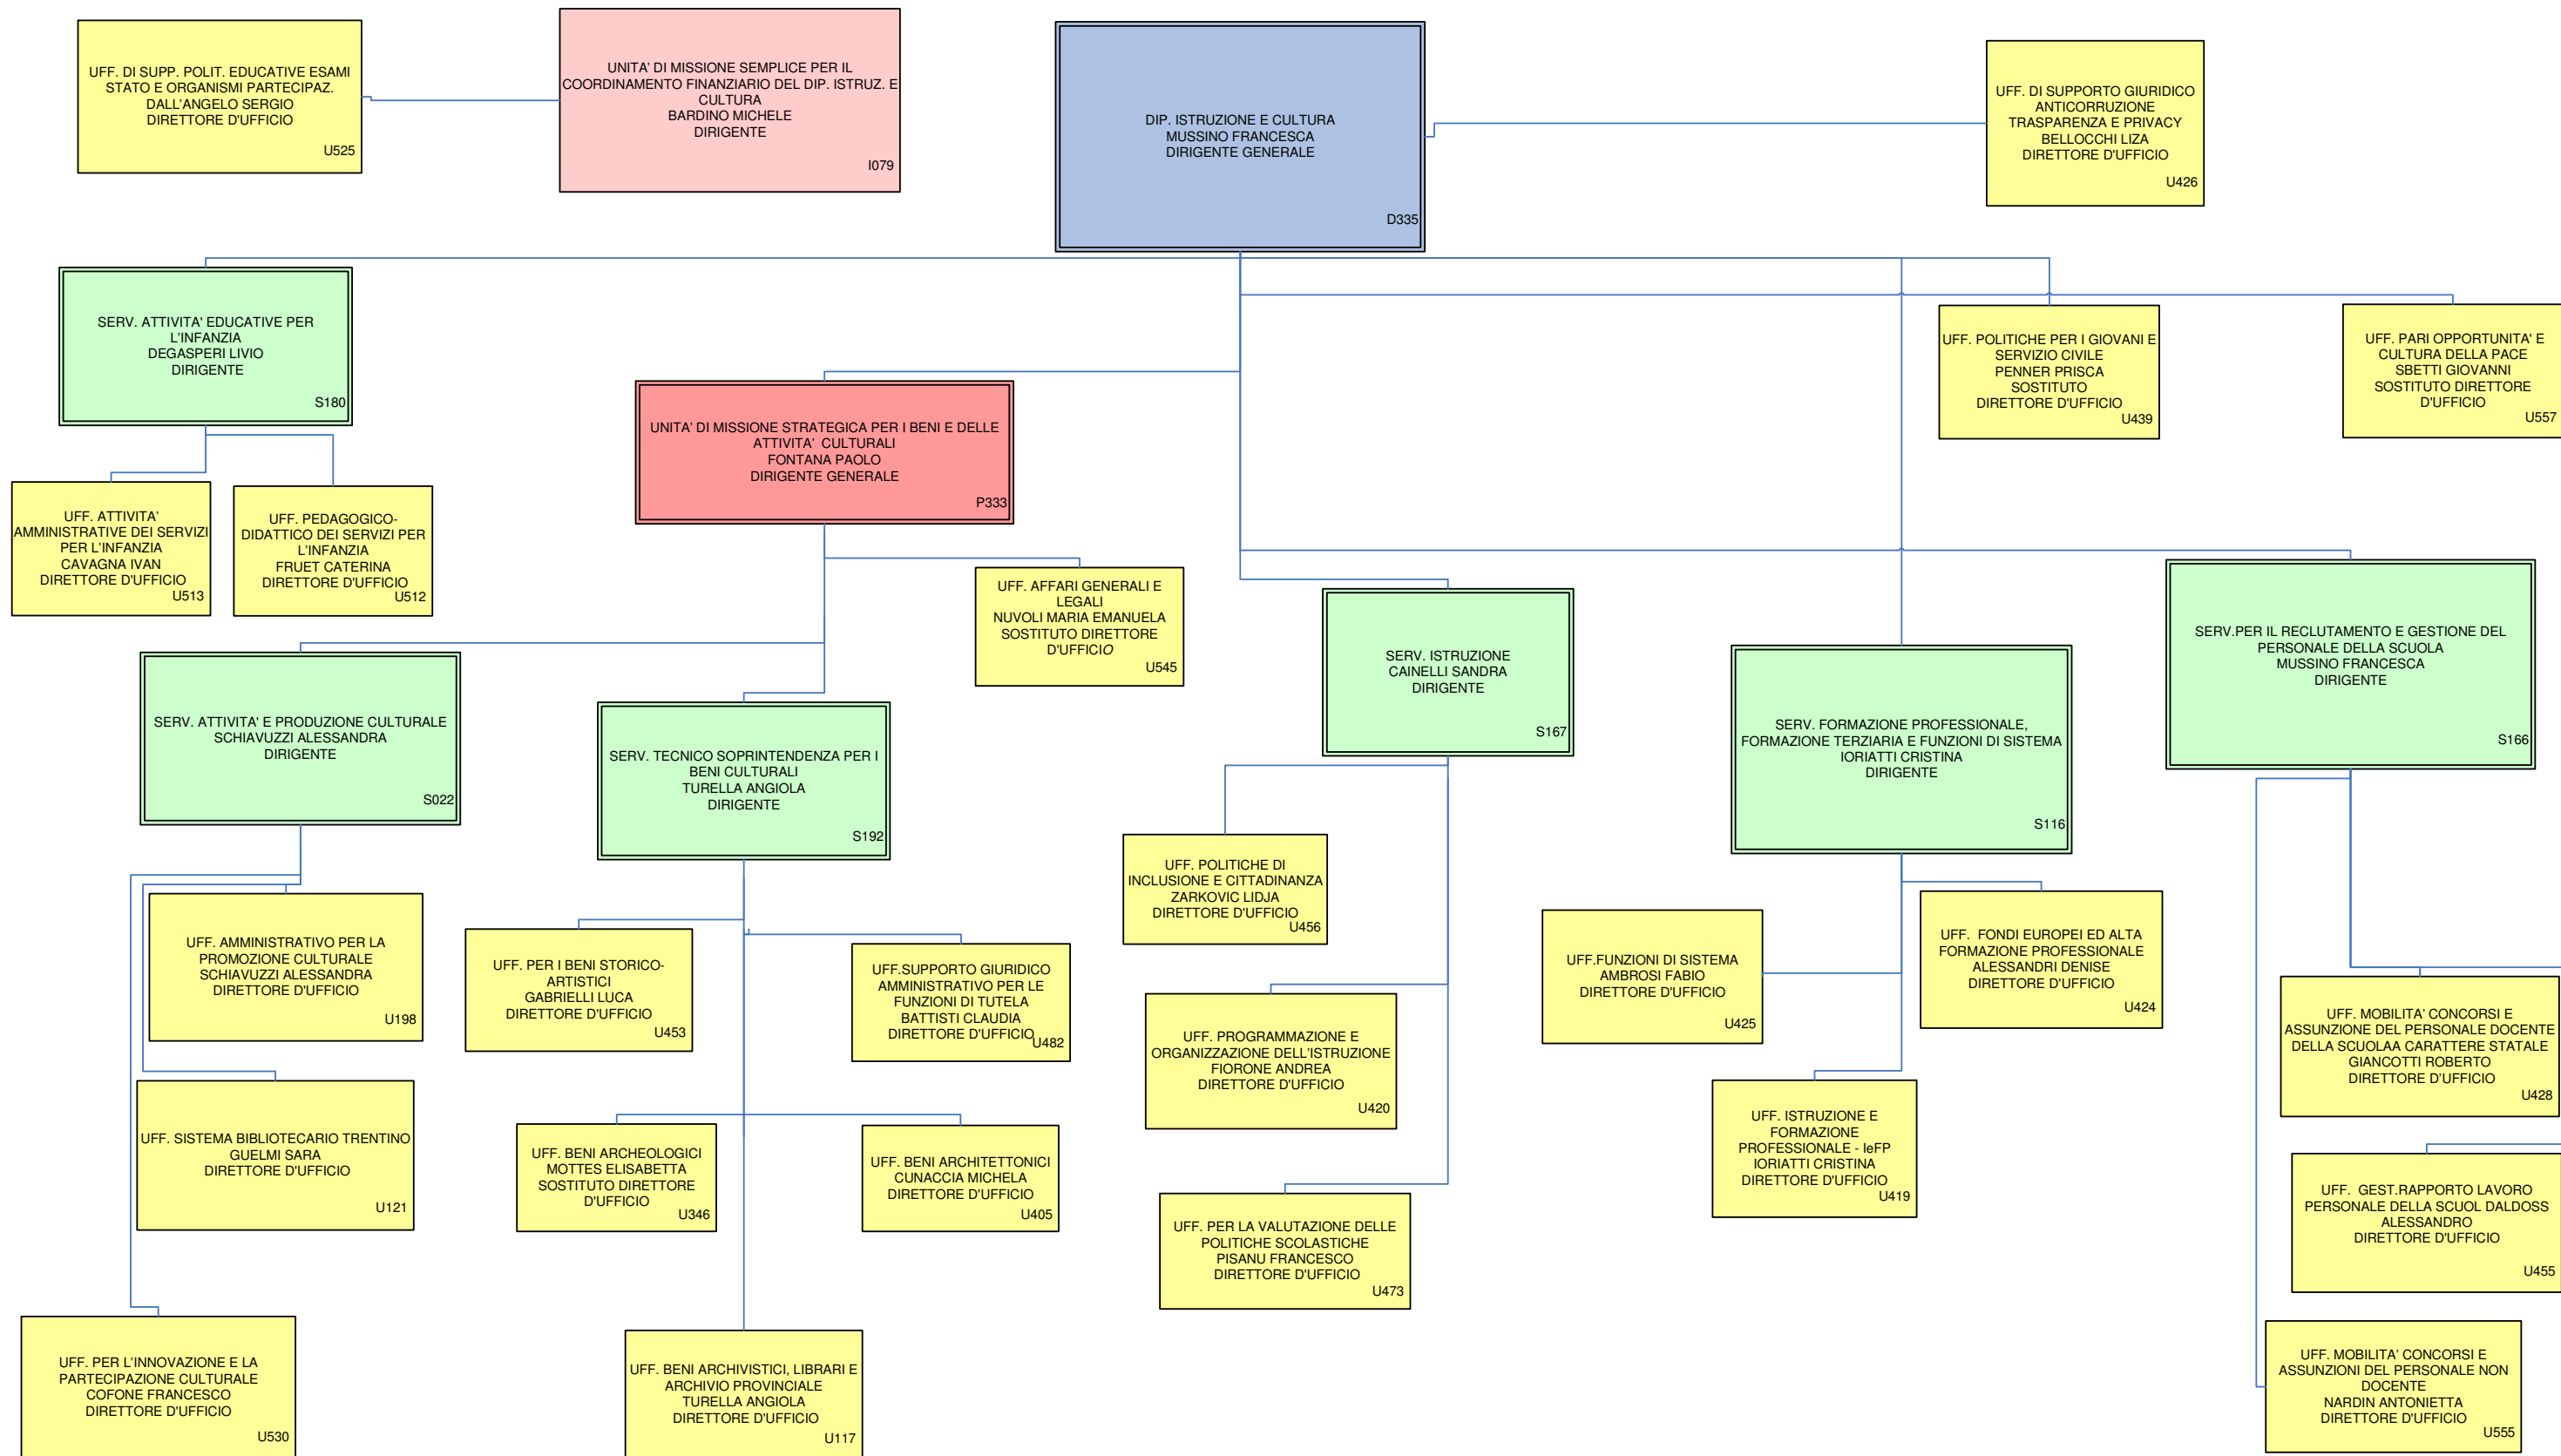 UFF. DI SUPP. POLIT. EDUCATIVE ESAMI
STATO E ORGANISMI PARTECIPAZ.
DALL'ANGELO SERGIO
DIRETTORE D'UFFICIO
U525
UNITA' DI MISSIONE SEMPLICE PER IL
COORDINAMENTO FINANZIARIO DEL DIP. ISTRUZ. E
CULTURA
BARDINO MICHELE
DIRIGENTE
I079
DIP. ISTRUZIONE E CULTURA
MUSSINO FRANCESCA
DIRIGENTE GENERALE
D335
UFF. DI SUPPORTO GIURIDICO
ANTICORRUZIONE
TRASPARENZA E PRIVACY
BELLOCCHI LIZA
DIRETTORE D'UFFICIO
U426
SERV. ATTIVITA' EDUCATIVE PER
L'INFANZIA
DEGASPERI LIVIO
DIRIGENTE
S180
UFF. POLITICHE PER I GIOVANI E
SERVIZIO CIVILE
PENNER PRISCA
SOSTITUTO
DIRETTORE D'UFFICIO
U439
UFF. PARI OPPORTUNITA' E
CULTURA DELLA PACE
SBETTI GIOVANNI
SOSTITUTO DIRETTORE
D'UFFICIO
U557
UNITA' DI MISSIONE STRATEGICA PER I BENI E DELLE
ATTIVITA' CULTURALI
FONTANA PAOLO
DIRIGENTE GENERALE
P333
UFF. ATTIVITA'
AMMINISTRATIVE DEI SERVIZI
PER L'INFANZIA
CAVAGNA IVAN
DIRETTORE D'UFFICIO
U513
UFF. PEDAGOGICO-
DIDATTICO DEI SERVIZI PER
L'INFANZIA
FRUET CATERINA
DIRETTORE D'UFFICIO
U512
UFF. AFFARI GENERALI E
LEGALI
NUVOLI MARIA EMANUELA
SOSTITUTO DIRETTORE
D'UFFICIO
U545
SERV. ISTRUZIONE
CAINELLI SANDRA
DIRIGENTE
S167
SERV. FORMAZIONE PROFESSIONALE,
FORMAZIONE TERZIARIA E FUNZIONI DI SISTEMA
IORIATTI CRISTINA
DIRIGENTE
S116
SERV.PER IL RECLUTAMENTO E GESTIONE DEL
PERSONALE DELLA SCUOLA
MUSSINO FRANCESCA
DIRIGENTE
S166
SERV. ATTIVITA' E PRODUZIONE CULTURALE
SCHIAVUZZI ALESSANDRA
DIRIGENTE
S022
SERV. TECNICO SOPRINTENDENZA PER I
BENI CULTURALI
TURELLA ANGIOLA
DIRIGENTE
S192
UFF. POLITICHE DI
INCLUSIONE E CITTADINANZA
ZARKOVIC LIDJA
DIRETTORE D'UFFICIO
U456
UFF. AMMINISTRATIVO PER LA
PROMOZIONE CULTURALE
SCHIAVUZZI ALESSANDRA
DIRETTORE D'UFFICIO
U198
UFF. PER I BENI STORICO-
ARTISTICI
GABRIELLI LUCA
DIRETTORE D'UFFICIO
U453
UFF.SUPPORTO GIURIDICO
AMMINISTRATIVO PER LE
FUNZIONI DI TUTELA
BATTISTI CLAUDIA
DIRETTORE D'UFFICIO
U482
UFF.FUNZIONI DI SISTEMA
AMBROSI FABIO
DIRETTORE D'UFFICIO
U425
UFF. FONDI EUROPEI ED ALTA
FORMAZIONE PROFESSIONALE
ALESSANDRI DENISE
DIRETTORE D'UFFICIO
U424
UFF. PROGRAMMAZIONE E
ORGANIZZAZIONE DELL'ISTRUZIONE
FIORONE ANDREA
DIRETTORE D'UFFICIO
U420
UFF. MOBILITA' CONCORSI E
ASSUNZIONE DEL PERSONALE DOCENTE
DELLA SCUOLAA CARATTERE STATALE
GIANCOTTI ROBERTO
DIRETTORE D'UFFICIO
U428
UFF. SISTEMA BIBLIOTECARIO TRENTINO
GUELMI SARA
DIRETTORE D'UFFICIO
U121
UFF. BENI ARCHEOLOGICI
MOTTES ELISABETTA
SOSTITUTO DIRETTORE
D'UFFICIO
U346
UFF. BENI ARCHITETTONICI
CUNACCIA MICHELA
DIRETTORE D'UFFICIO
U405
UFF. ISTRUZIONE E
FORMAZIONE
PROFESSIONALE - IeFP
IORIATTI CRISTINA
DIRETTORE D'UFFICIO
U419
UFF. GEST.RAPPORTO LAVORO
PERSONALE DELLA SCUOL DALDOSS
ALESSANDRO
DIRETTORE D'UFFICIO
U455
UFF. PER LA VALUTAZIONE DELLE
POLITICHE SCOLASTICHE
PISANU FRANCESCO
DIRETTORE D'UFFICIO
U473
UFF. PER L'INNOVAZIONE E LA
PARTECIPAZIONE CULTURALE
COFONE FRANCESCO
DIRETTORE D'UFFICIO
U530
UFF. BENI ARCHIVISTICI, LIBRARI E
ARCHIVIO PROVINCIALE
TURELLA ANGIOLA
DIRETTORE D'UFFICIO
U117
UFF. MOBILITA' CONCORSI E
ASSUNZIONI DEL PERSONALE NON
DOCENTE
NARDIN ANTONIETTA
DIRETTORE D'UFFICIO
U555